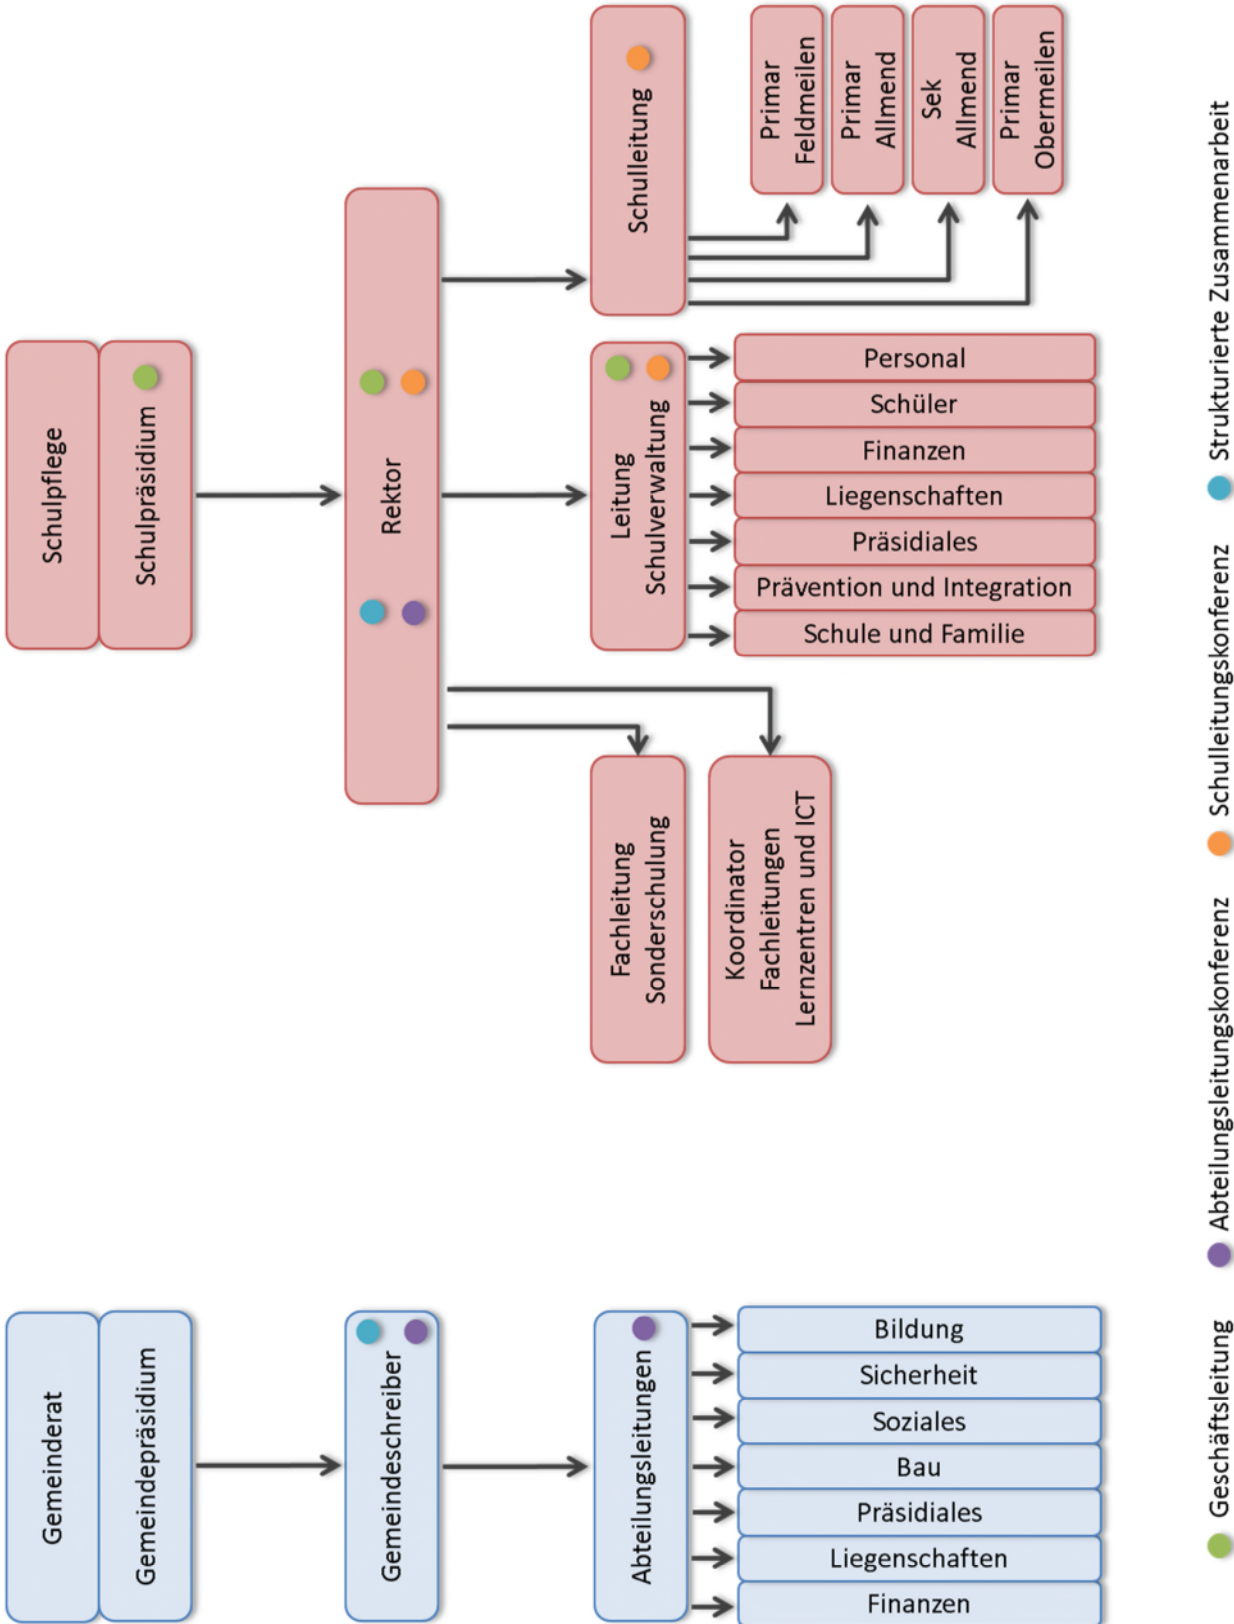 Gemeinderat
Gemeindepräsidium
Gemeindeschreiber
Abteilungsleitungen
Finanzen
Liegenschaften
Präsidiales
Bau
Soziales
Sicherheit
Bildung
Schulpflege
Schulpräsidium
Rektor
Fachleitung
Sonderschulung
Koordinator
Fachleitungen
Lernzentren und ICT
Leitung
Schulverwaltung
Schule und Familie
Prävention und Integration
Präsidiales
Liegenschaften
Finanzen
Schüler
Personal
Schulleitung
Primar
Feldmeilen
Primar
Allmend
Sek
Allmend
Primar
Obermeilen
Geschäftsleitung
Abteilungsleitungskonferenz
Schulleitungskonferenz
Strukturierte Zusammenarbeit